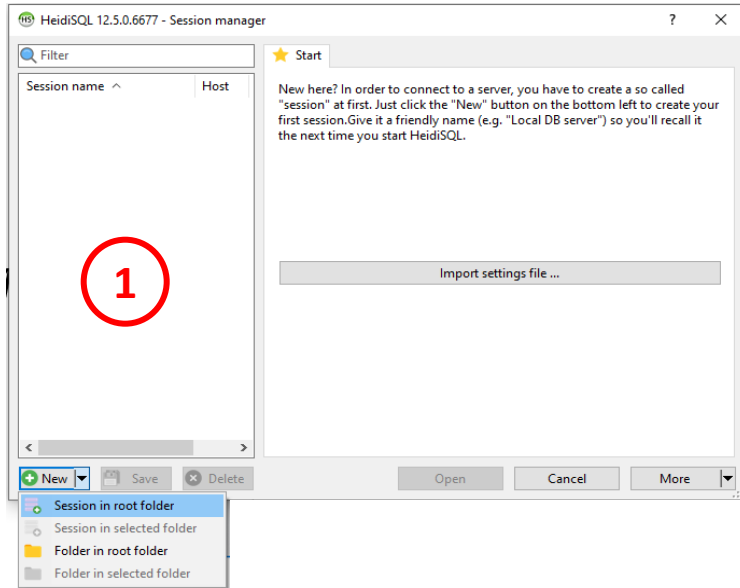 HeidiSQL 12.5.0.6677 - Session manager
Filter
Start
Session name
Host
New here? In order to connect to a server, you have to create a so called
"session" at first. Just click the "New" button on the bottom left to create your
first session.Give it a friendly name (e.g. "Local DB server") so you'll recall it
the next time you start HeidiSQL.
1
Import settings file ...
New
Save
Delete
Open
Cancel
More
Session in root folder
Session in selected folder
Folder in root folder
Folder in selected folder